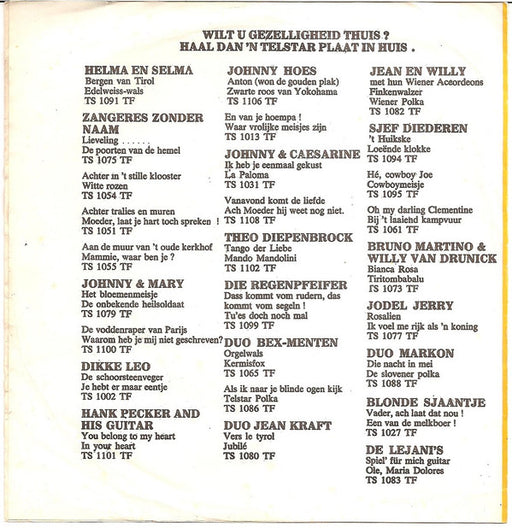 WILT U GEZELLIGHEID THUIS ?
HAAL DAN 'N TELSTAR PLAAT IN HUIS .
HELMA EN SELMA
Bergen van Tirol
Edelweiss-wals
TS 1091 TF
ZANGERES ZONDER
NAAM
Lieveling ......
De poorten van de hemel
TS 1075 TF
Achter in 't stille klooster
Witte rozen
TS 1054 TF
Achter tralies en muren
Moeder, laat je hart toch spreken !
TS 1051 TF
Aan de muur van 't oude kerkhof
Mammie, waar ben je ?
TS 1055 TF
JOHNNY & MARY
Het bloemenmeisje
De onbekende heilsoldaat
TS 1079 TF
De voddenraper van Parijs
Waarom heb je mij niet geschreven?
TS 1100 TF
DIKKE LEO
De schoorsteenveger
Je hebt er maar eentje
TS 1002 TF
HANK PECKER AND
HIS GUITAR
You belong to my heart
In your heart
TS 1101 TF
JOHNNY HOES
Anton (won de gouden plak)
Zwarte roos van Yokohama
TS 1106 TF
En van je hoempa !
Waar vrolijke meisjes zijn
TS 1013 TF
JOHNNY & CAESARINE
Ik heb je eenmaal gekust
La Paloma
TS 1031 TF
Vanavond komt de liefde
Ach Moeder hij weet nog niet.
TS 1108 TF
THEO DIEPENBROCK
Tango der Liebe
Mando Mandolini
TS 1102 TF
DIE REGENPFEIFER
Dass kommt vom rudern, das
kommt vom segeln !
Tu'es doch noch mal
TS 1099 TF
DUO BEX-MENTEN
Orgelwals
Kermisfox
TS 1065 TF
Als ik naar je blinde ogen kijk
Telstar Polka
TS 1086 TF
DUO JEAN KRAFT
Vers le tyrol
Jubilé
TS 1080 TF
JEAN EN WILLY
met hun Wiener Acordeons
Finkenwalzer
Wiener Polka
TS 1082 TF
SJEF DIEDEREN
't Huikske
Loeënde klokke
TS 1094 TF
Hé, cowboy Joe
Cowboymeisje
TS 1095 TF
Oh my darling Clementine
Bij 't laaiehd kampvuur
TS 1061 TF
BRUNO MARTINO &
WILLY VAN DRUNICK
Bianca Rosa
Tiritombabalu
TS 1073 TF
JODEL JERRY
Rosalien
Ik voel me rijk als 'n koning
TS 1077 TF
DUO MARKON
Die nacht in mei
De slovener polka
TS 1088 TF
BLONDE SJAANTJE
Vader, ach laat dat nou !
Een van de melkboer !
TS 1027 TF
DE LEJANI'S
Spiel' für mich guitar
Ole, Maria Dolores
TS 1083 TF